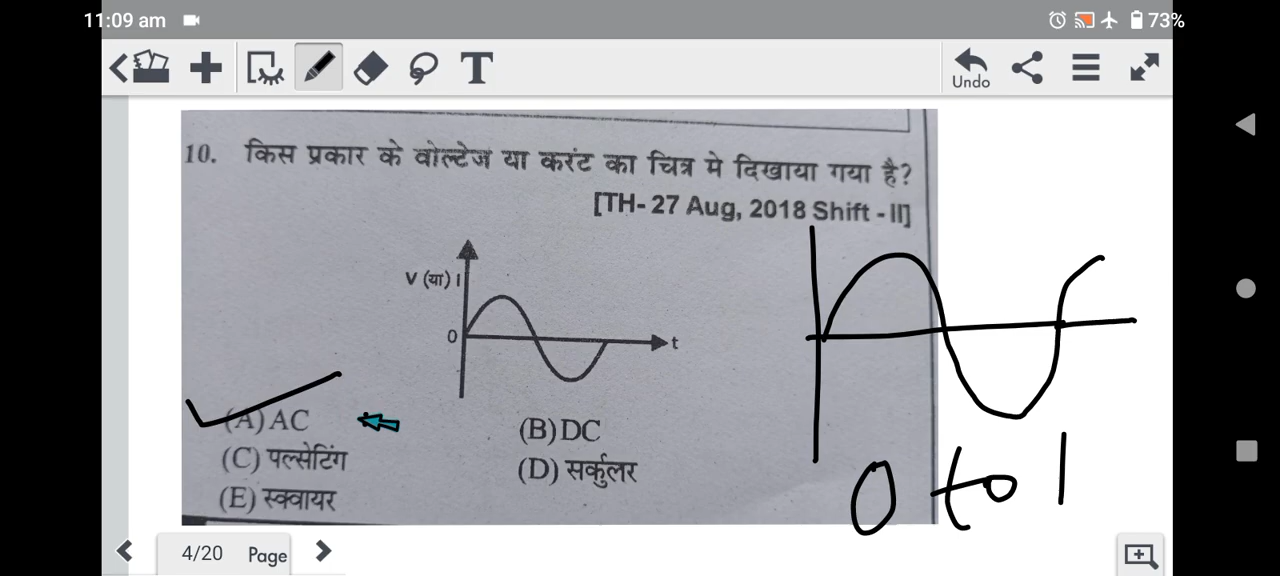 11:09 am
73%
T
Undo
10. किस प्रकार के वोल्टेज या करंट का चित्र मे दिखाया गया है?
[TH- 27 Aug, 2018 Shift - II]
V (या) I
0
t
(A) AC
(B) DC
(C) पल्सेटिंग
(D) सर्कुलर
(E) स्क्वायर
0 to 1
4/20 Page